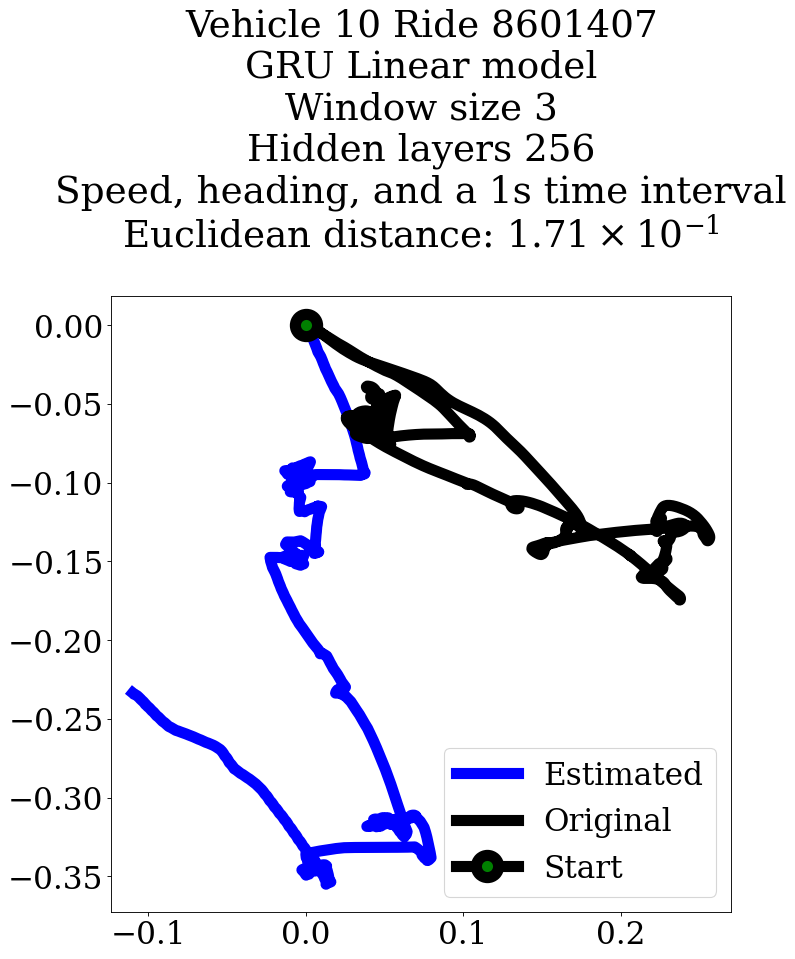 Vehicle 10 Ride 8601407
GRU Linear model
Window size 3
Hidden layers 256
Speed, heading, and a 1s time interval
Euclidean distance: 1.71 × 10⁻¹
0.00
−0.05
−0.10
−0.15
−0.20
−0.25
−0.30
−0.35
Estimated
Original
Start
−0.1 0.0 0.1 0.2